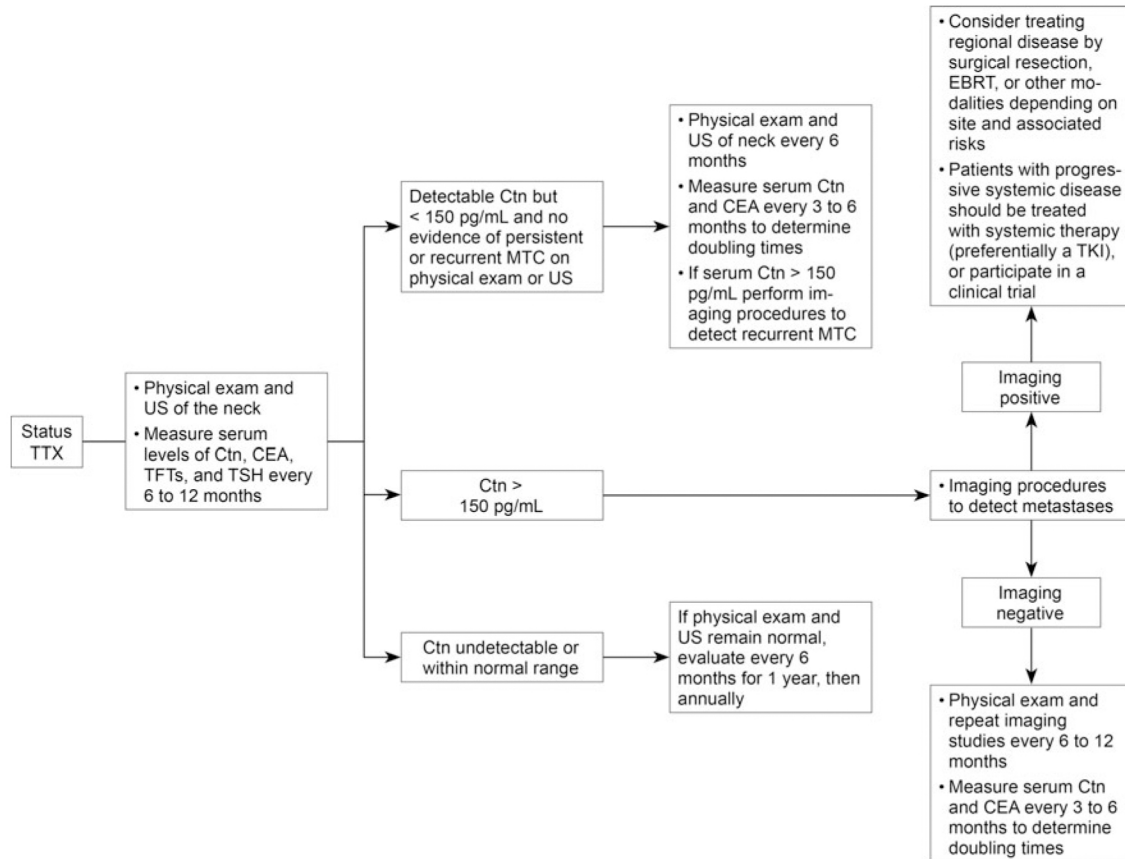 Status
TTX
• Physical exam and
US of the neck
• Measure serum
levels of Ctn, CEA,
TFTs, and TSH every
6 to 12 months
Detectable Ctn but
< 150 pg/mL and no
evidence of persistent
or recurrent MTC on
physical exam or US
• Physical exam and
US of neck every 6
months
• Measure serum Ctn
and CEA every 3 to 6
months to determine
doubling times
• If serum Ctn > 150
pg/mL perform im-
aging procedures to
detect recurrent MTC
Ctn >
150 pg/mL
• Imaging procedures
to detect metastases
Imaging
positive
• Consider treating
regional disease by
surgical resection,
EBRT, or other mo-
dalities depending on
site and associated
risks
• Patients with progres-
sive systemic disease
should be treated
with systemic therapy
(preferentially a TKI),
or participate in a
clinical trial
Imaging
negative
• Physical exam and
repeat imaging
studies every 6 to 12
months
• Measure serum Ctn
and CEA every 3 to 6
months to determine
doubling times
Ctn undetectable or
within normal range
If physical exam and
US remain normal,
evaluate every 6
months for 1 year, then
annually